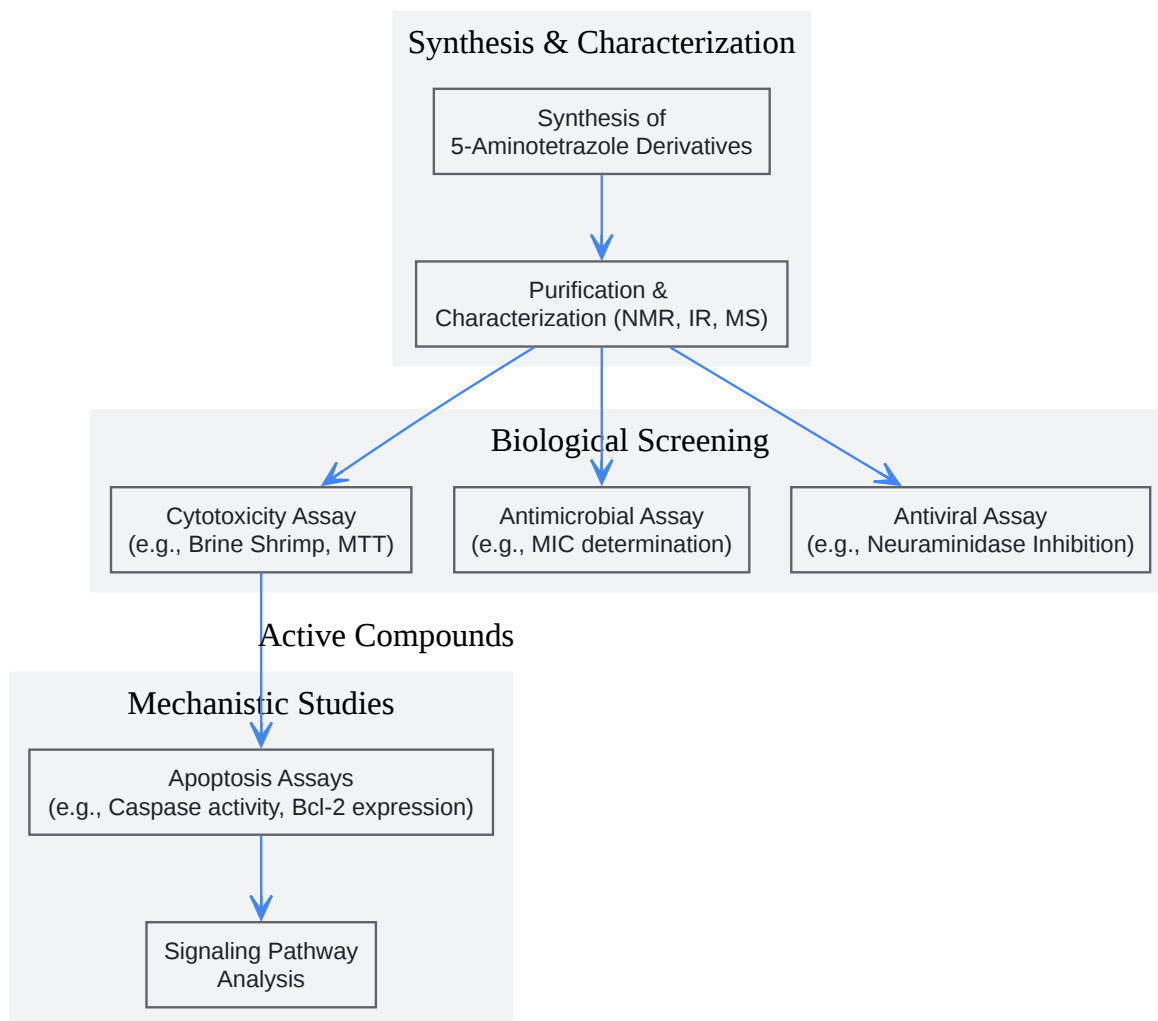 Synthesis & Characterization
Synthesis of
5-Aminotetrazole Derivatives
Purification &
Characterization (NMR, IR, MS)
Biological Screening
Cytotoxicity Assay
(e.g., Brine Shrimp, MTT)
Antimicrobial Assay
(e.g., MIC determination)
Antiviral Assay
(e.g., Neuraminidase Inhibition)
Active Compounds
Mechanistic Studies
Apoptosis Assays
(e.g., Caspase activity, Bcl-2 expression)
Signaling Pathway
Analysis